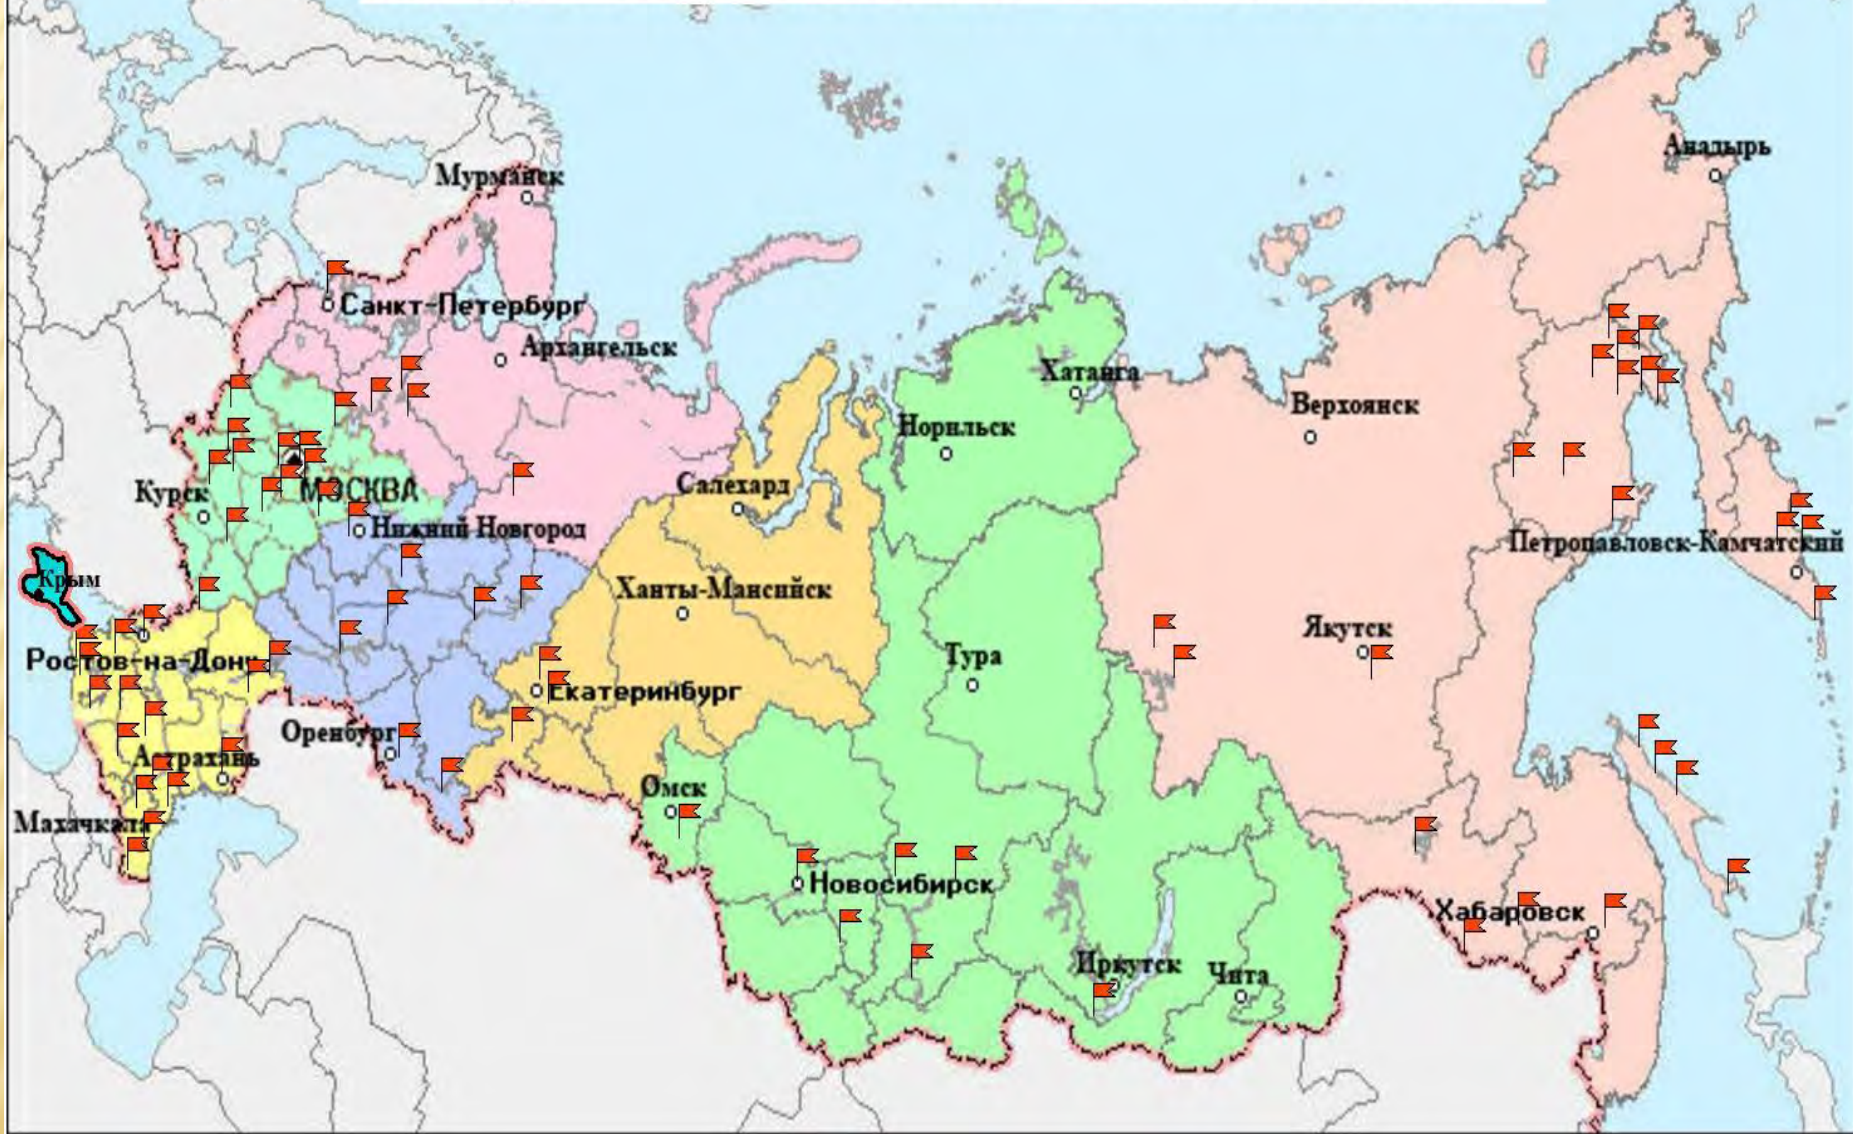 Анадырь
Мурманск
Санкт-Петербург
Архангельск
Хатанга
Верхоянск
Норильск
Салехард
Курск
МОСКВА
Нижний Новгород
Петропавловск-Камчатский
Крым
Ханты-Мансийск
Якутск
Ростов-на-Дону
Тура
Екатеринбург
Оренбург
Астрахань
Омск
Махачкала
Новосибирск
Хабаровск
Иркутск
Чита